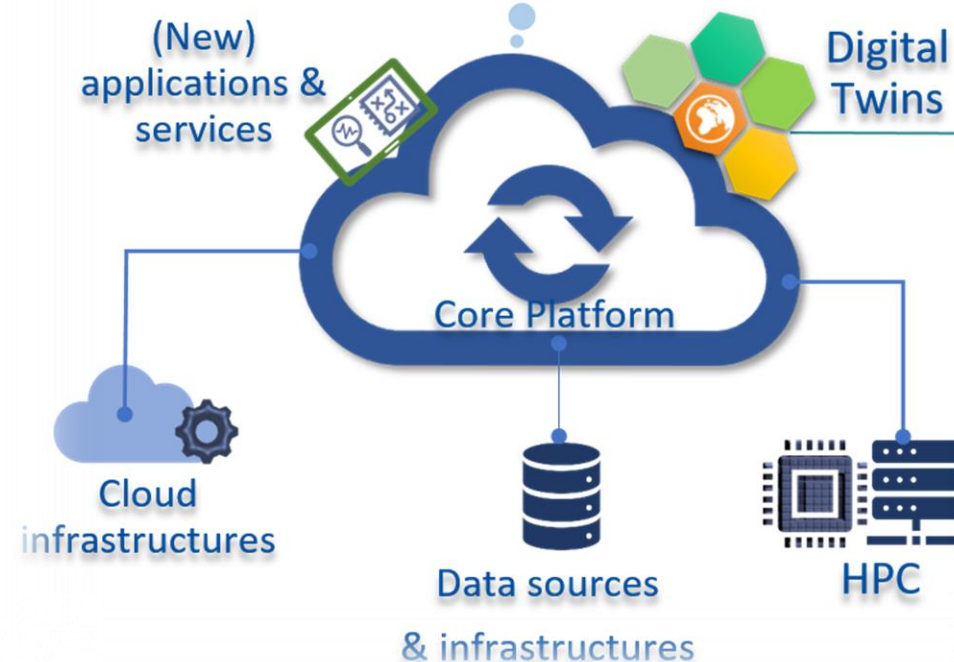 (New)
applications &
services
Digital
Twins
Core Platform
Cloud
infrastructures
Data sources
& infrastructures
HPC